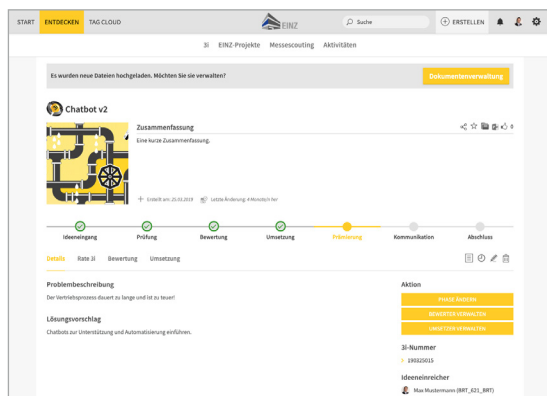 START ENTDECKEN TAG CLOUD EINZ Suche ERSTELLEN
3i EINZ-Projekte Messescouting Aktivitäten
Es wurden neue Dateien hochgeladen. Möchten Sie sie verwalten? Dokumentenverwaltung
Chatbot v2
Zusammenfassung 0
Eine kurze Zusammenfassung.
Erstellt am: 25.03.2019 Letzte Änderung: 4 Monate/n her
Ideeneingang Prüfung Bewertung Umsetzung Prämierung Kommunikation Abschluss
Details Rate 3i Bewertung Umsetzung
Problembeschreibung Aktion
Der Vertriebsprozess dauert zu lange und ist zu teuer!
PHASE ÄNDERN
BEWERTER VERWALTEN
Lösungsvorschlag
Chatbots zur Unterstützung und Automatisierung einführen.
UMSETZER VERWALTEN
3i-Nummer
190325015
Ideeneinreicher
Max Mustermann (BRT_621_BRT)